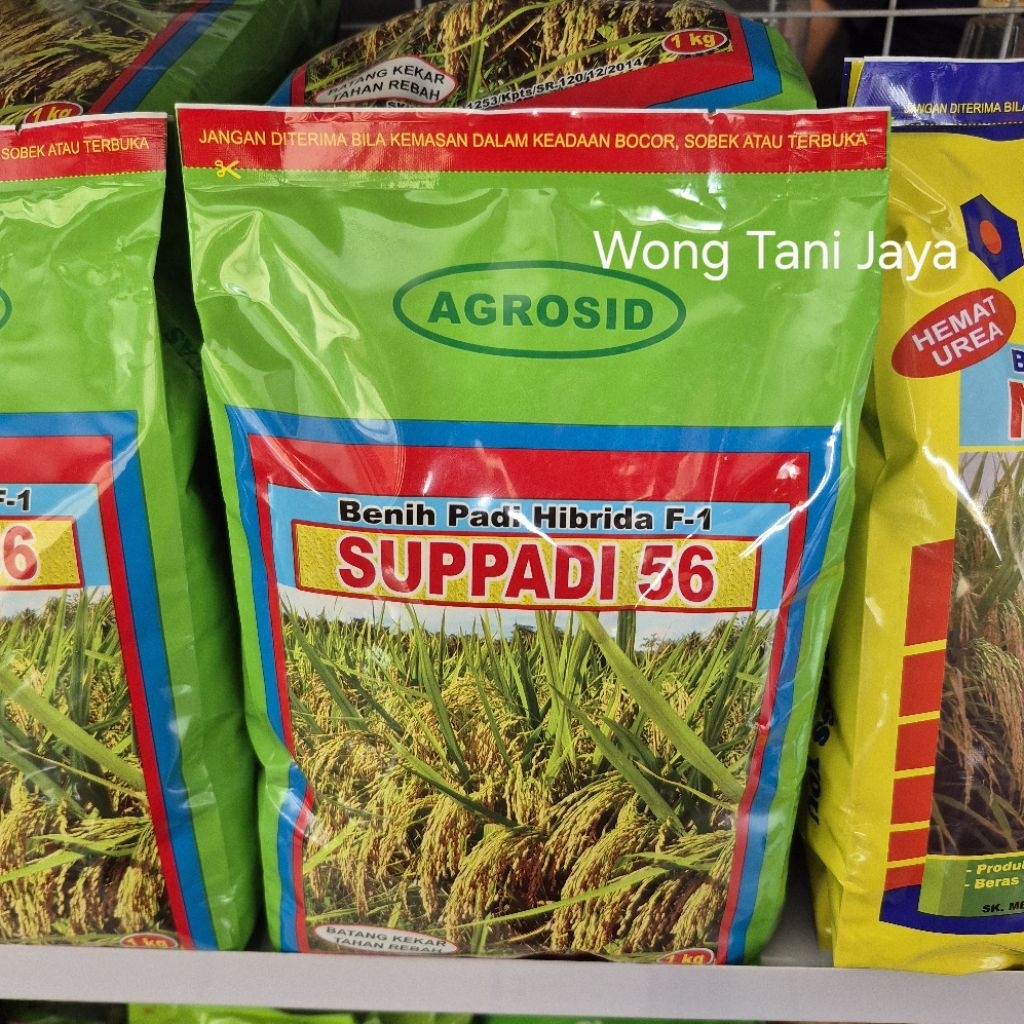 1 kg
1 kg
BATANG KEKAR
TAHAN REBAH
1253/Kpts/SR.120/12/2014
JANGAN DITERIMA BILA
SOBEK ATAU TERBUKA
JANGAN DITERIMA BILA KEMASAN DALAM KEADAAN BOCOR, SOBEK ATAU TERBUKA
Wong Tani Jaya
AGROSID
HEMAT
UREA
F-1
6
Benih Padi Hibrida F-1
SUPPADI 56
BATANG KEKAR
TAHAN REBAH
1 kg
1 kg
- Beras
SK.